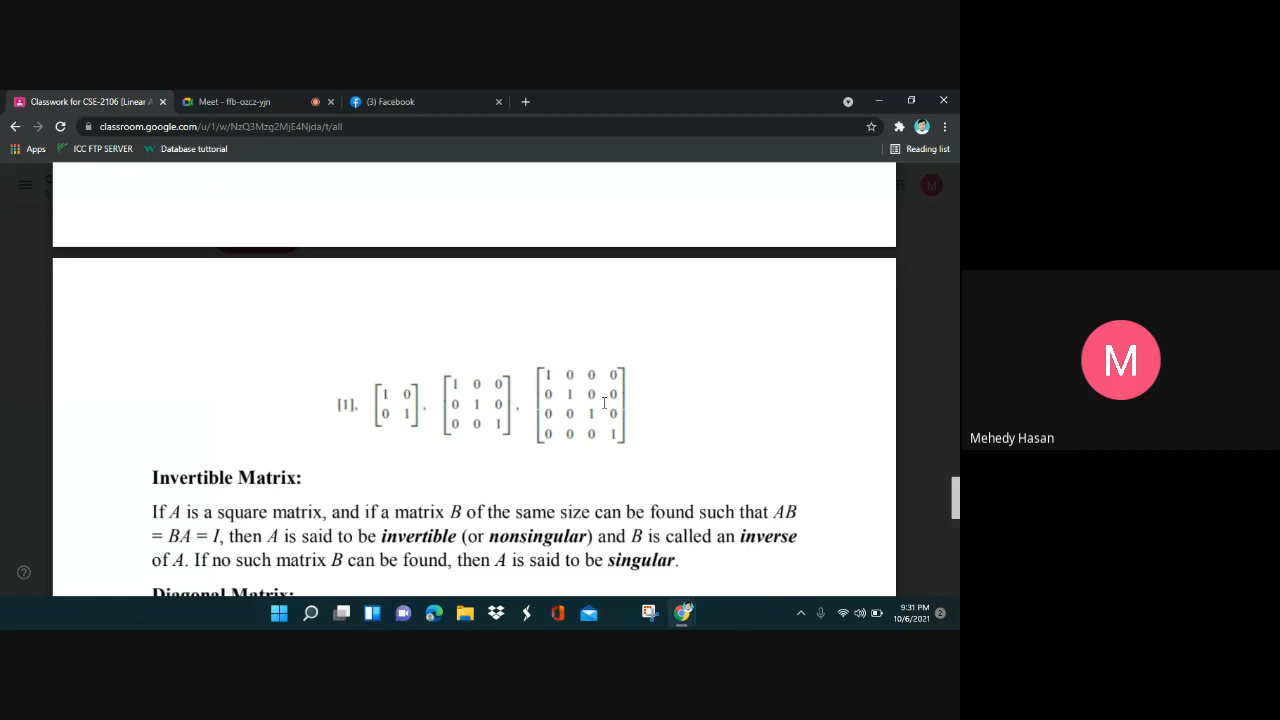 Classwork for CSE-2106 [Linear A
Meet - ffb-ozcz-yjn
(3) Facebook
classroom.google.com/u/1/w/NzQ3Mzg2MjE4Njda/t/all
Apps
ICC FTP SERVER
Database tuttorial
Reading list
M
[1],
1 0
0 1
,
1 0 0
0 1 0
0 0 1
,
1 0 0 0
0 1 0 0
0 0 1 0
0 0 0 1
Invertible Matrix:
If A is a square matrix, and if a matrix B of the same size can be found such that AB
= BA = I, then A is said to be invertible (or nonsingular) and B is called an inverse
of A. If no such matrix B can be found, then A is said to be singular.
Diagonal Matrix:
9:31 PM
10/6/2021
2
M
Mehedy Hasan